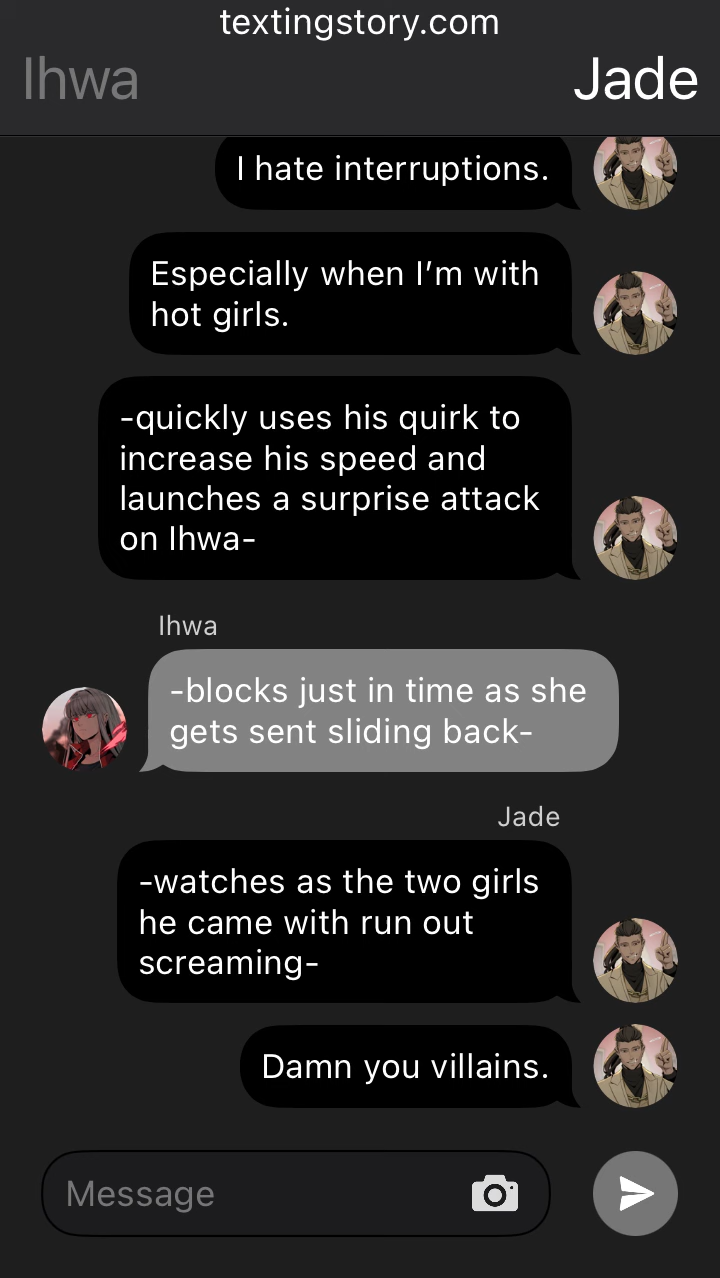 textingstory.com
Ihwa
Jade
I hate interruptions.
Especially when I’m with
hot girls.
-quickly uses his quirk to
increase his speed and
launches a surprise attack
on Ihwa-
Ihwa
-blocks just in time as she
gets sent sliding back-
Jade
-watches as the two girls
he came with run out
screaming-
Damn you villains.
Message